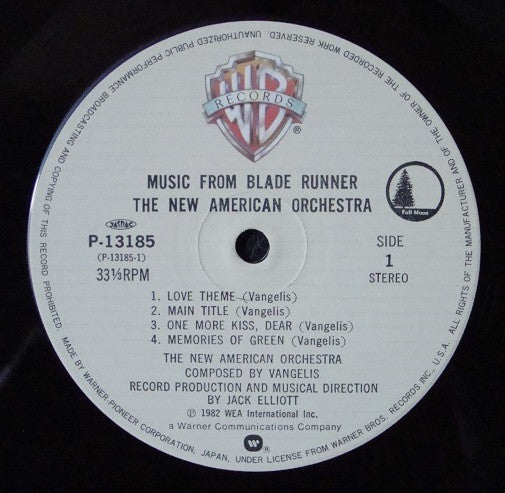 UNAUTHORIZED PUBLIC PERFORMANCE BROADCASTING AND COPYING OF THIS RECORD PROHIBITED.
ALL RIGHTS OF THE MANUFACTURER AND OF THE OWNER OF THE RECORDED WORK RESERVED.
WB
RECORDS
®
MUSIC FROM BLADE RUNNER
THE NEW AMERICAN ORCHESTRA
JASRAC
P-13185
(P-13185-1)
33⅓RPM
Full Moon
SIDE
1
STEREO
1. LOVE THEME (Vangelis)
2. MAIN TITLE (Vangelis)
3. ONE MORE KISS, DEAR (Vangelis)
4. MEMORIES OF GREEN (Vangelis)
THE NEW AMERICAN ORCHESTRA
COMPOSED BY VANGELIS
RECORD PRODUCTION AND MUSICAL DIRECTION
BY JACK ELLIOTT
℗ 1982 WEA International Inc.
a Warner Communications Company
®
MADE BY WARNER-PIONEER CORPORATION, JAPAN, UNDER LICENSE FROM WARNER BROS. RECORDS INC., U.S.A.